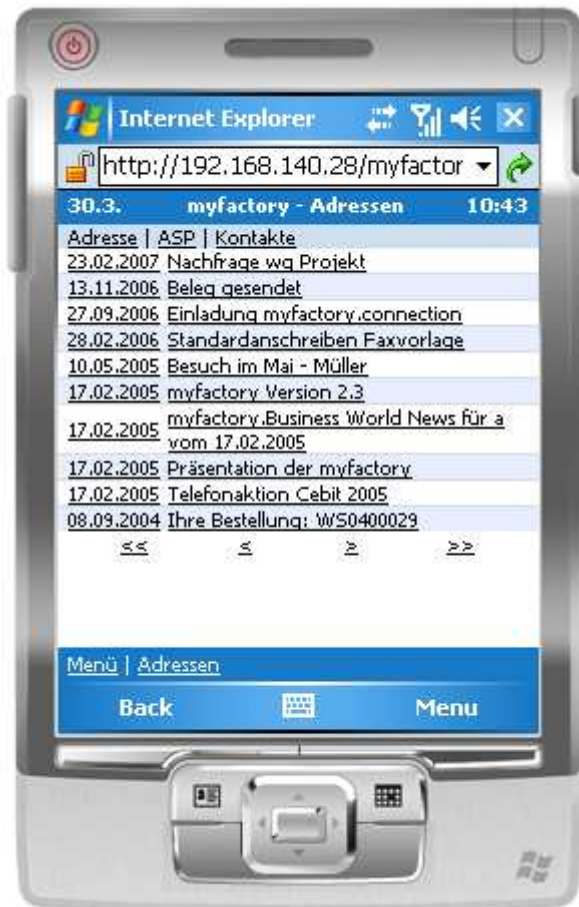 Internet Explorer
http://192.168.140.28/myfactor
30.3. myfactory - Adressen 10:43
Adresse | ASP | Kontakte
23.02.2007 Nachfrage wg Projekt
13.11.2006 Beleg gesendet
27.09.2006 Einladung myfactory.connection
28.02.2006 Standardanschreiben Faxvorlage
10.05.2005 Besuch im Mai - Müller
17.02.2005 myfactory Version 2.3
17.02.2005 myfactory.Business World News für a
vom 17.02.2005
17.02.2005 Präsentation der myfactory
17.02.2005 Telefonaktion Cebit 2005
08.09.2004 Ihre Bestellung: WS0400029
<< < > >>
Menü | Adressen
Back Menu